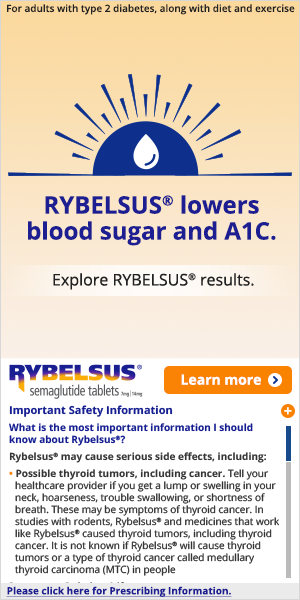 For adults with type 2 diabetes, along with diet and exercise
RYBELSUS® lowers
blood sugar and A1C.
Explore RYBELSUS® results.
RYBELSUS®
semaglutide tablets 7mg | 14mg
Learn more
Important Safety Information
What is the most important information I should
know about Rybelsus®?
Rybelsus® may cause serious side effects, including:
• Possible thyroid tumors, including cancer. Tell your
healthcare provider if you get a lump or swelling in your
neck, hoarseness, trouble swallowing, or shortness of
breath. These may be symptoms of thyroid cancer. In
studies with rodents, Rybelsus® and medicines that work
like Rybelsus® caused thyroid tumors, including thyroid
cancer. It is not known if Rybelsus® will cause thyroid
tumors or a type of thyroid cancer called medullary
thyroid carcinoma (MTC) in people
Please click here for Prescribing Information.